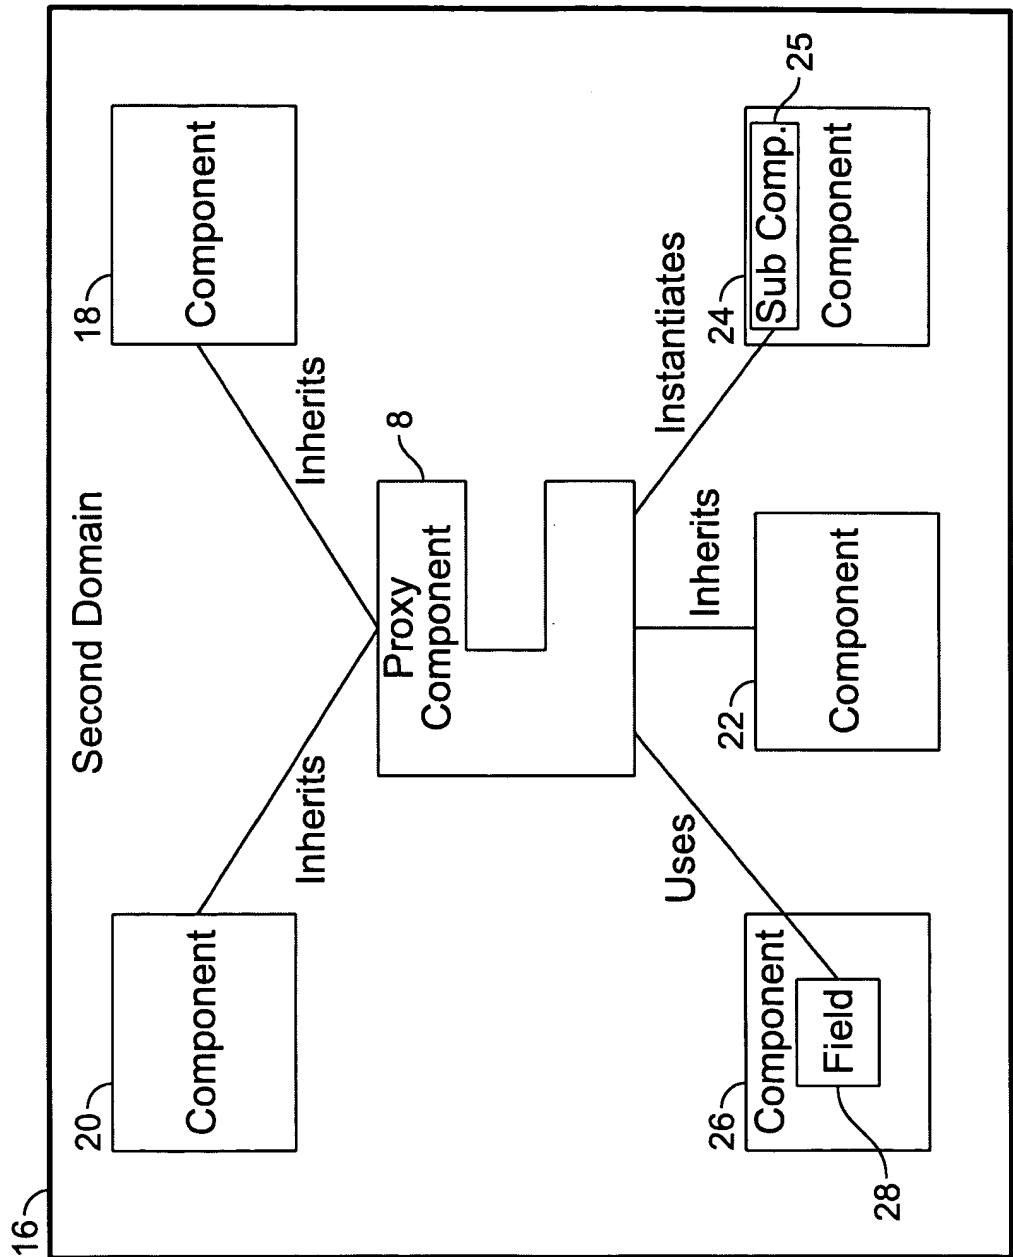 16
Second Domain
20
18
Component
Component
Inherits
Inherits
Proxy
Component
8
Uses
Inherits
Instantiates
26
22
24
25
Component
Sub Comp.
Field
Component
Component
28